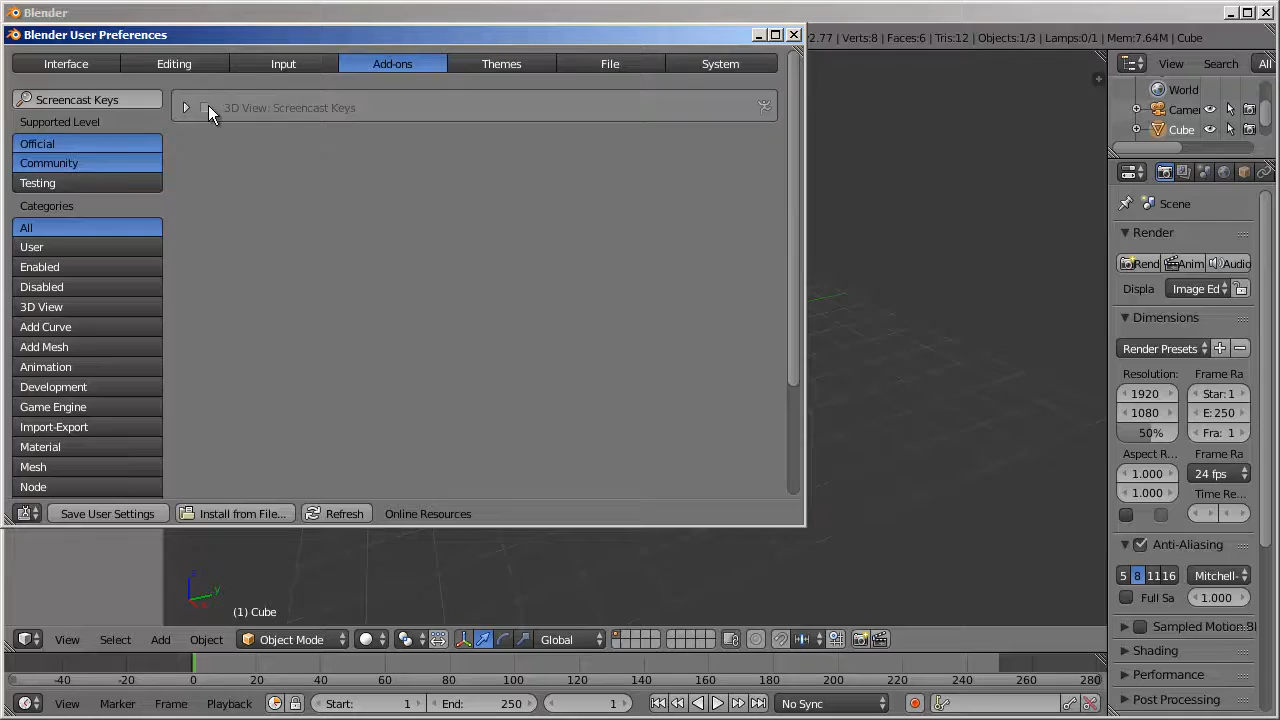 Blender
Blender User Preferences
2.77 | Verts:8 | Faces:6 | Tris:12 | Objects:1/3 | Lamps:0/1 | Mem:7.64M | Cube
Interface Editing Input Add-ons Themes File System
View Search All
Screencast Keys
3D View: Screencast Keys
World
Camer
Cube
Supported Level
Official
Community
Testing
Categories
All
User
Enabled
Disabled
3D View
Add Curve
Add Mesh
Animation
Development
Game Engine
Import-Export
Material
Mesh
Node
Save User Settings Install from File... Refresh Online Resources
Scene
Render
Rend Anim Audio
Displa Image Ed
Dimensions
Render Presets
Resolution: Frame Ra
1920 Star: 1
1080 E: 250
50% Fra: 1
Aspect R... Frame Ra
1.000 24 fps
1.000 Time Re...
Anti-Aliasing
5 8 11 16 Mitchell-
Full Sa 1.000
Sampled Motion Bl
Shading
Performance
Post Processing
z
y
x
(1) Cube
View Select Add Object Object Mode Global
-40 -20 0 20 40 60 80 100 120 140 160 180 200 220 240 260 280
View Marker Frame Playback Start: 1 End: 250 1 No Sync